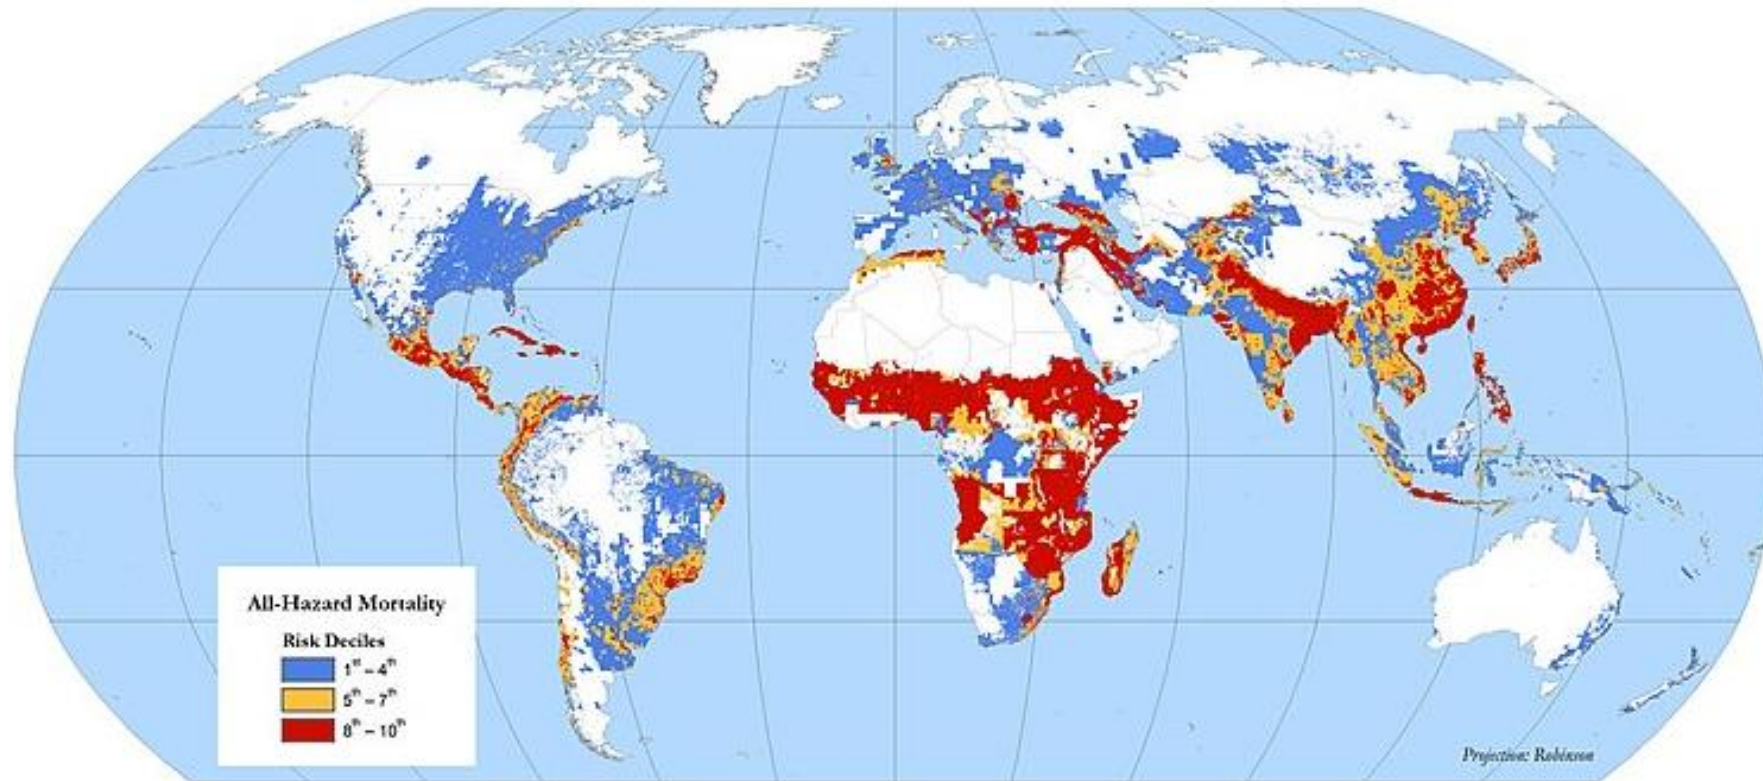 All-Hazard Mortality
Risk Deciles
1st – 4th
5th – 7th
8th – 10th
Projection: Robinson